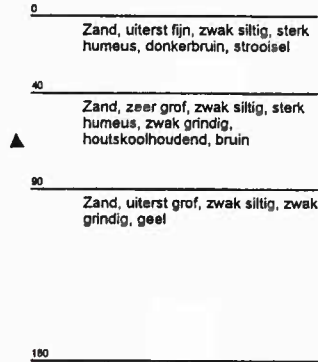 0
Zand, uiterst fijn, zwak siltig, sterk
humeus, donkerbruin, strooisel
40
Zand, zeer grof, zwak siltig, sterk
humeus, zwak grindig,
houtskoolhoudend, bruin
90
Zand, uiterst grof, zwak siltig, zwak
grindig, geel
180